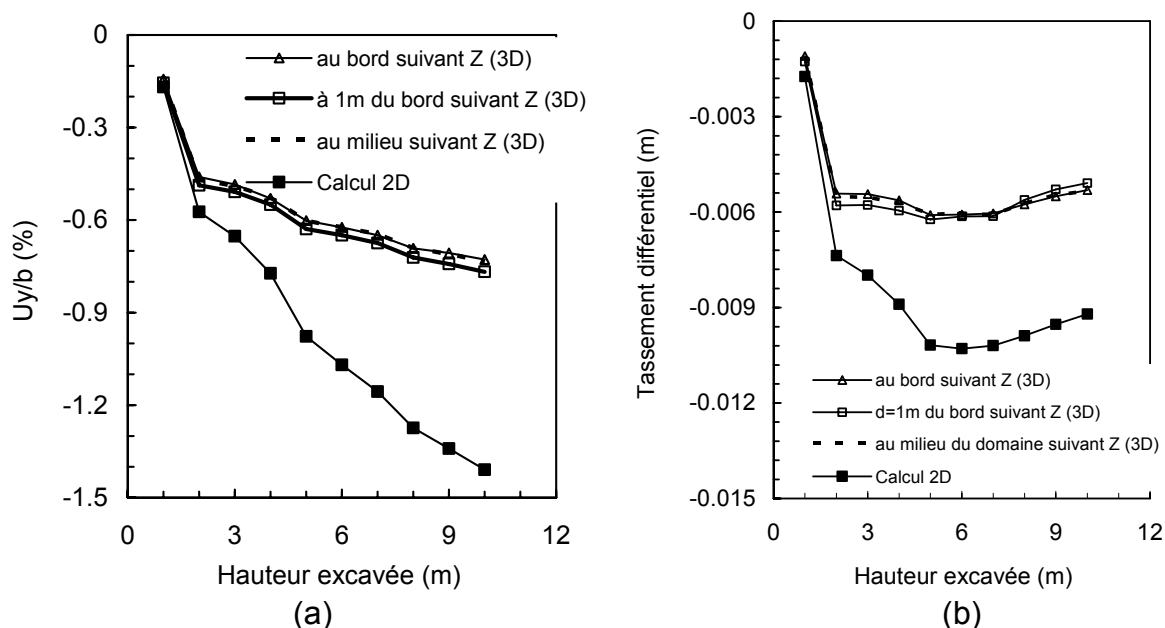 0
-0.3
-0.6
-0.9
-1.2
-1.5
Uy/b (%)
au bord suivant Z (3D)
à 1m du bord suivant Z (3D)
au milieu suivant Z (3D)
Calcul 2D
0 3 6 9 12
Hauteur excavée (m)
(a)
0
-0.003
-0.006
-0.009
-0.012
-0.015
Tassement différentiel (m)
au bord suivant Z (3D)
d=1m du bord suivant Z (3D)
au milieu du domaine suivant Z (3D)
Calcul 2D
0 3 6 9 12
Hauteur excavée (m)
(b)